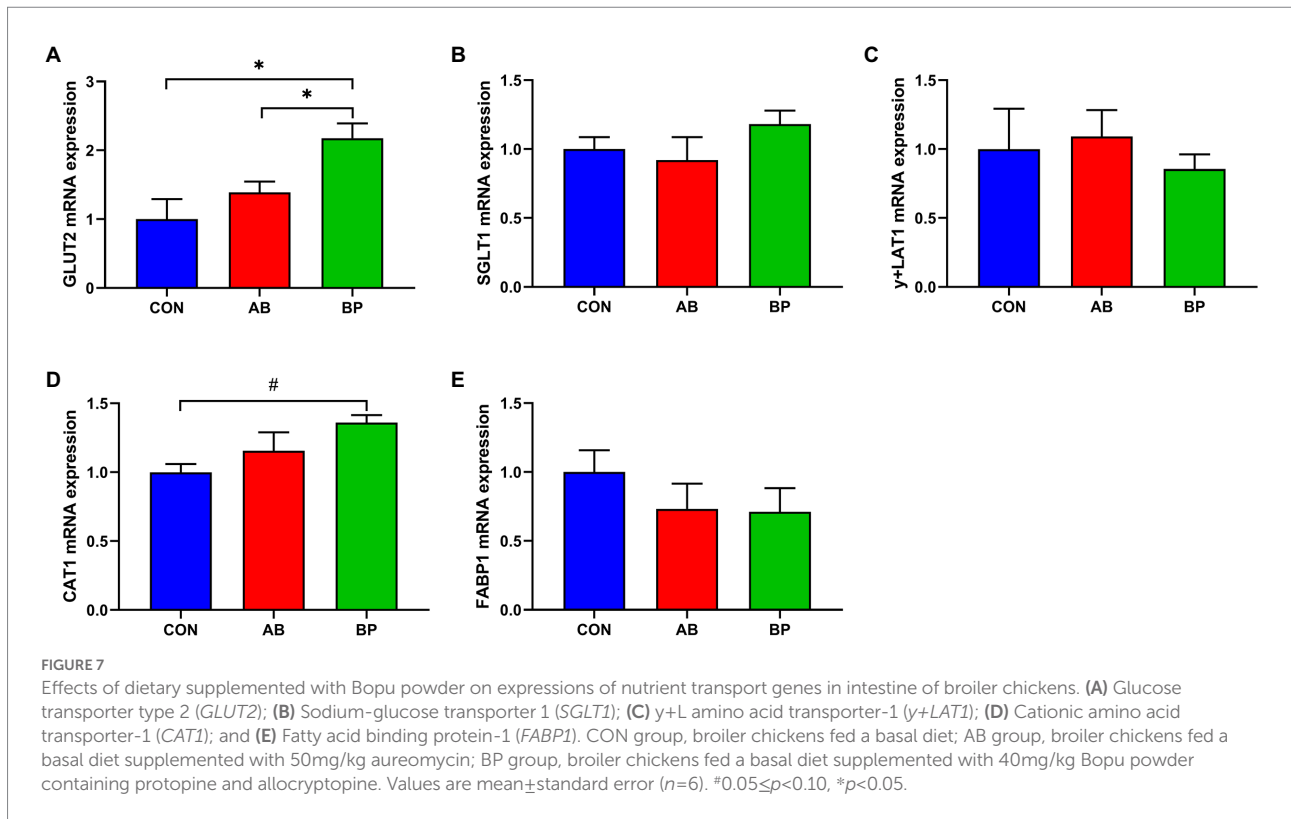 A
GLUT2 mRNA expression
3
2
1
0
*
*
CON AB BP
B
SGLT1 mRNA expression
1.5
1.0
0.5
0.0
CON AB BP
C
y+LAT1 mRNA expression
1.5
1.0
0.5
0.0
CON AB BP
D
CAT1 mRNA expression
1.5
1.0
0.5
0.0
#
CON AB BP
E
FABP1 mRNA expression
1.5
1.0
0.5
0.0
CON AB BP
FIGURE 7
Effects of dietary supplemented with Bopu powder on expressions of nutrient transport genes in intestine of broiler chickens. (A) Glucose
transporter type 2 (GLUT2); (B) Sodium-glucose transporter 1 (SGLT1); (C) y+L amino acid transporter-1 (y+LAT1); (D) Cationic amino acid
transporter-1 (CAT1); and (E) Fatty acid binding protein-1 (FABP1). CON group, broiler chickens fed a basal diet; AB group, broiler chickens fed a
basal diet supplemented with 50mg/kg aureomycin; BP group, broiler chickens fed a basal diet supplemented with 40mg/kg Bopu powder
containing protopine and allocryptopine. Values are mean±standard error (n=6). #0.05≤p<0.10, *p<0.05.